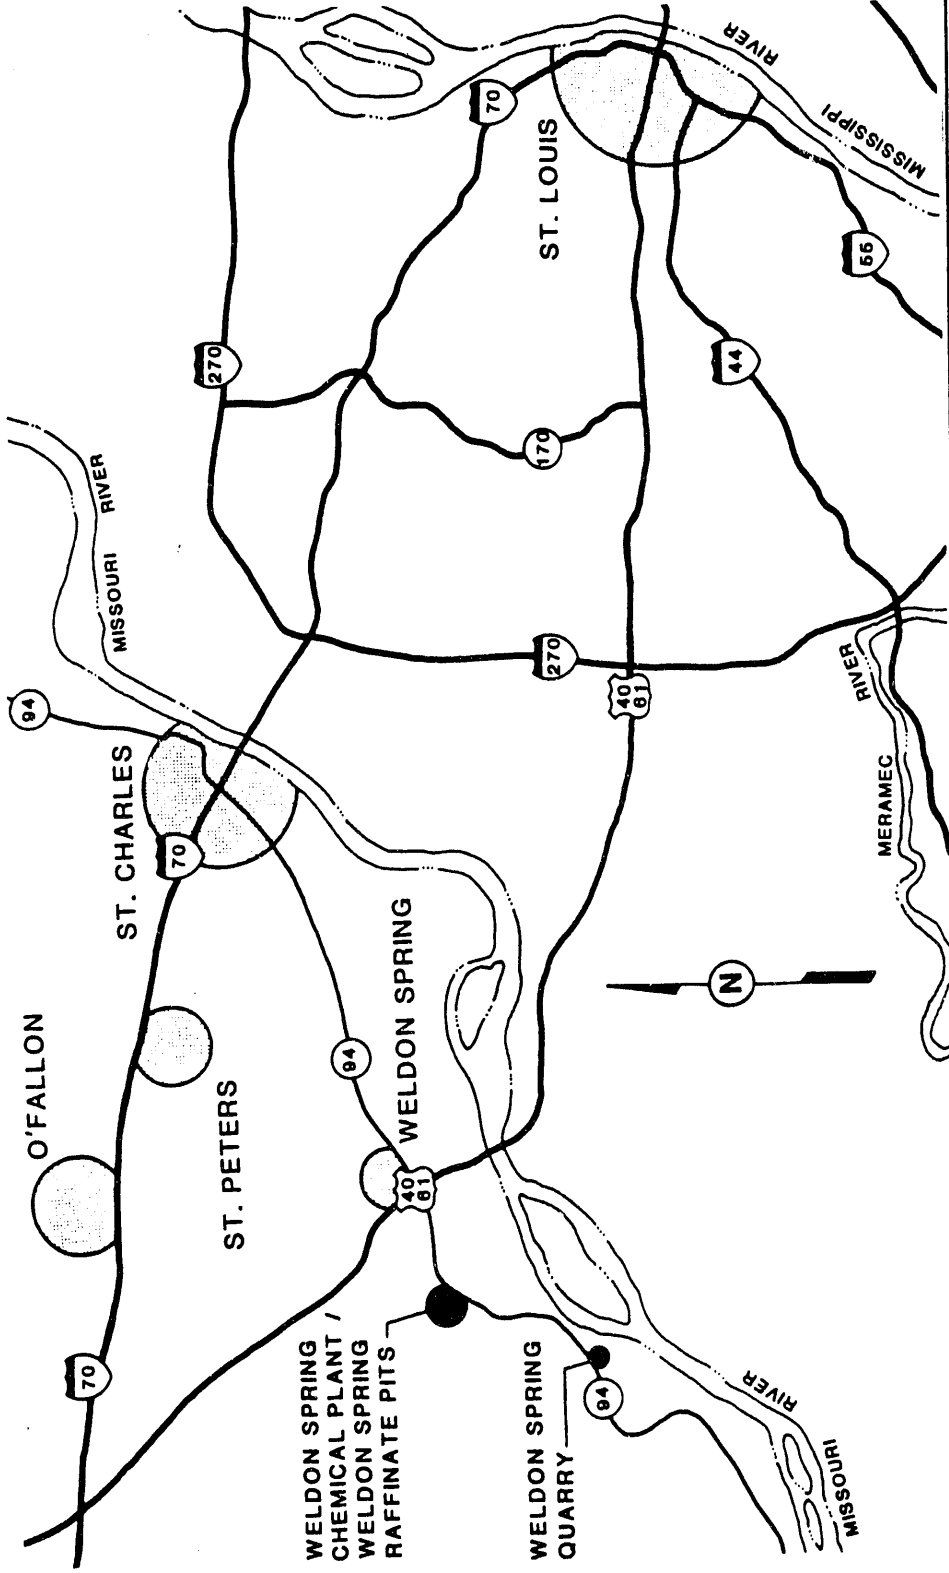 O'FALLON
ST. PETERS
ST. CHARLES
WELDON SPRING
ST. LOUIS
WELDON SPRING
CHEMICAL PLANT /
WELDON SPRING
RAFFINATE PITS
WELDON SPRING
QUARRY
MISSOURI RIVER
MISSOURI RIVER
MISSISSIPPI RIVER
MERAMEC RIVER
70
70
70
94
94
94
40
61
40
61
270
270
170
44
55
N